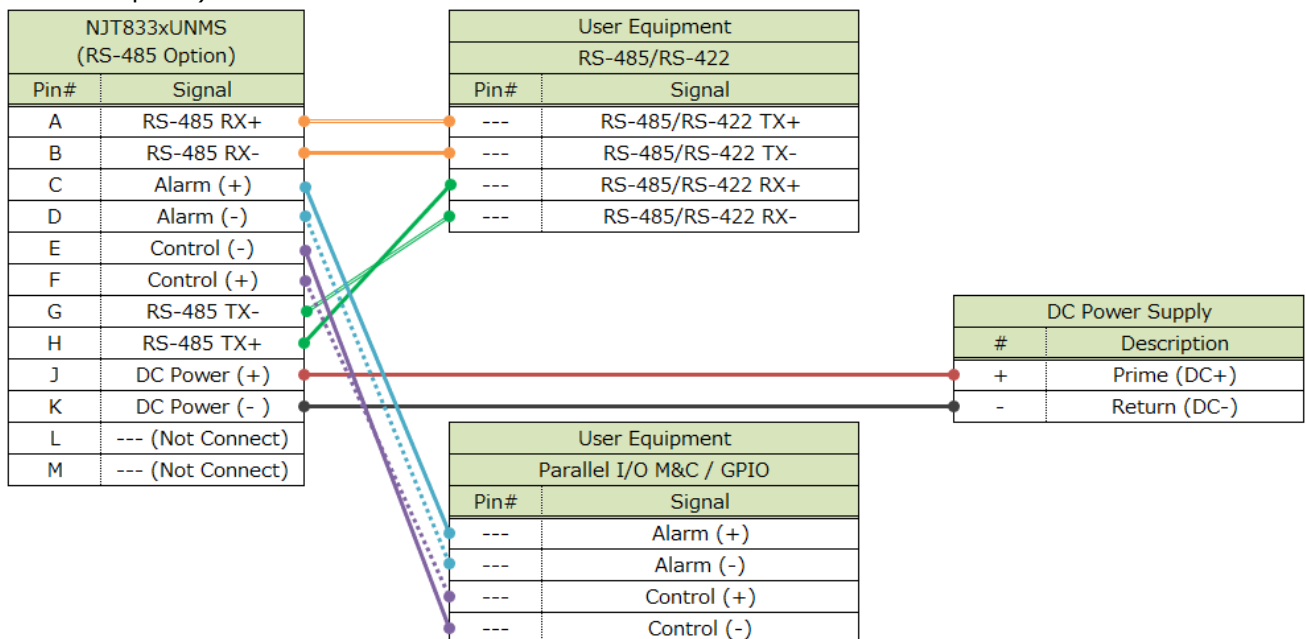 NJT833xUNMS
(RS-485 Option)
Pin# Signal
A RS-485 RX+
B RS-485 RX-
C Alarm (+)
D Alarm (-)
E Control (-)
F Control (+)
G RS-485 TX-
H RS-485 TX+
J DC Power (+)
K DC Power (- )
L --- (Not Connect)
M --- (Not Connect)
User Equipment
RS-485/RS-422
Pin# Signal
--- RS-485/RS-422 TX+
--- RS-485/RS-422 TX-
--- RS-485/RS-422 RX+
--- RS-485/RS-422 RX-
DC Power Supply
# Description
+ Prime (DC+)
- Return (DC-)
User Equipment
Parallel I/O M&C / GPIO
Pin# Signal
--- Alarm (+)
--- Alarm (-)
--- Control (+)
--- Control (-)